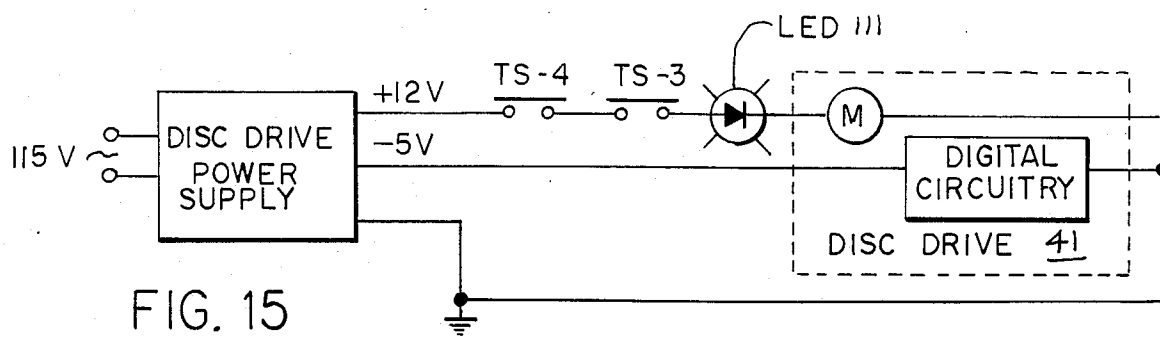 LED 111
TS-4 TS-3
+12V
115 V ~
DISC DRIVE
POWER
SUPPLY
-5V
M
DIGITAL
CIRCUITRY
DISC DRIVE 41
FIG. 15